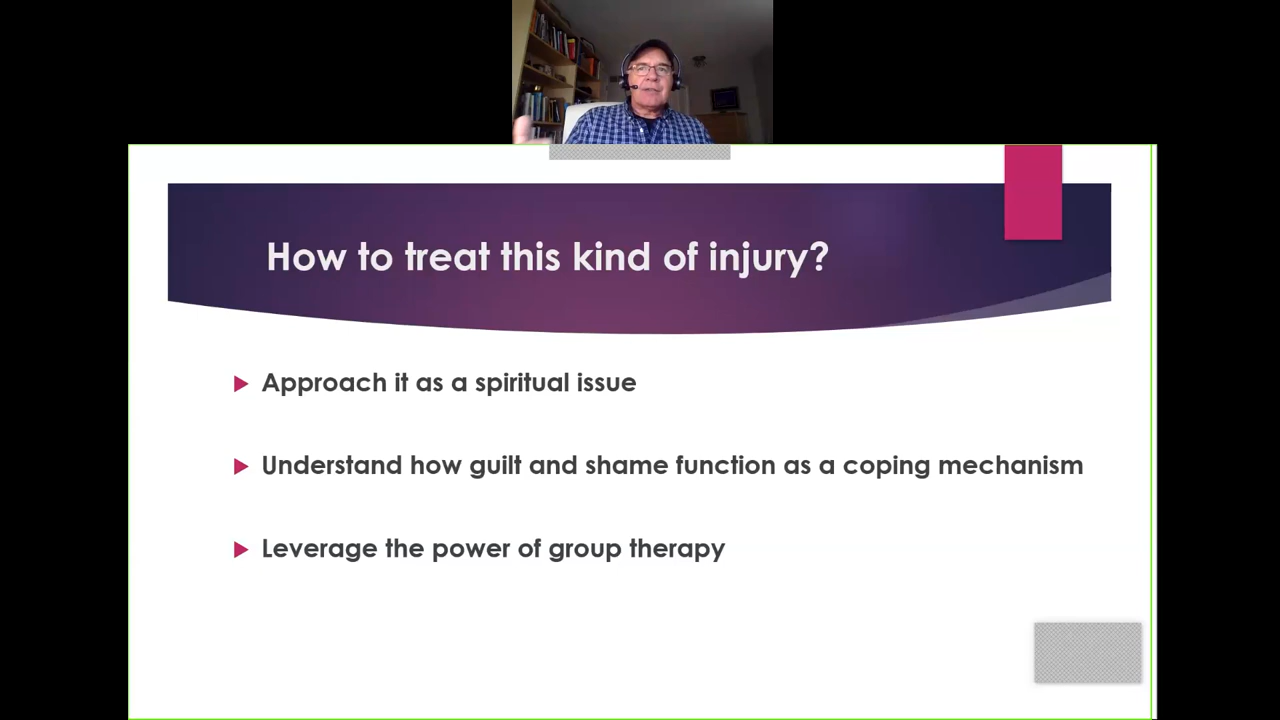 How to treat this kind of injury?
Approach it as a spiritual issue
Understand how guilt and shame function as a coping mechanism
Leverage the power of group therapy